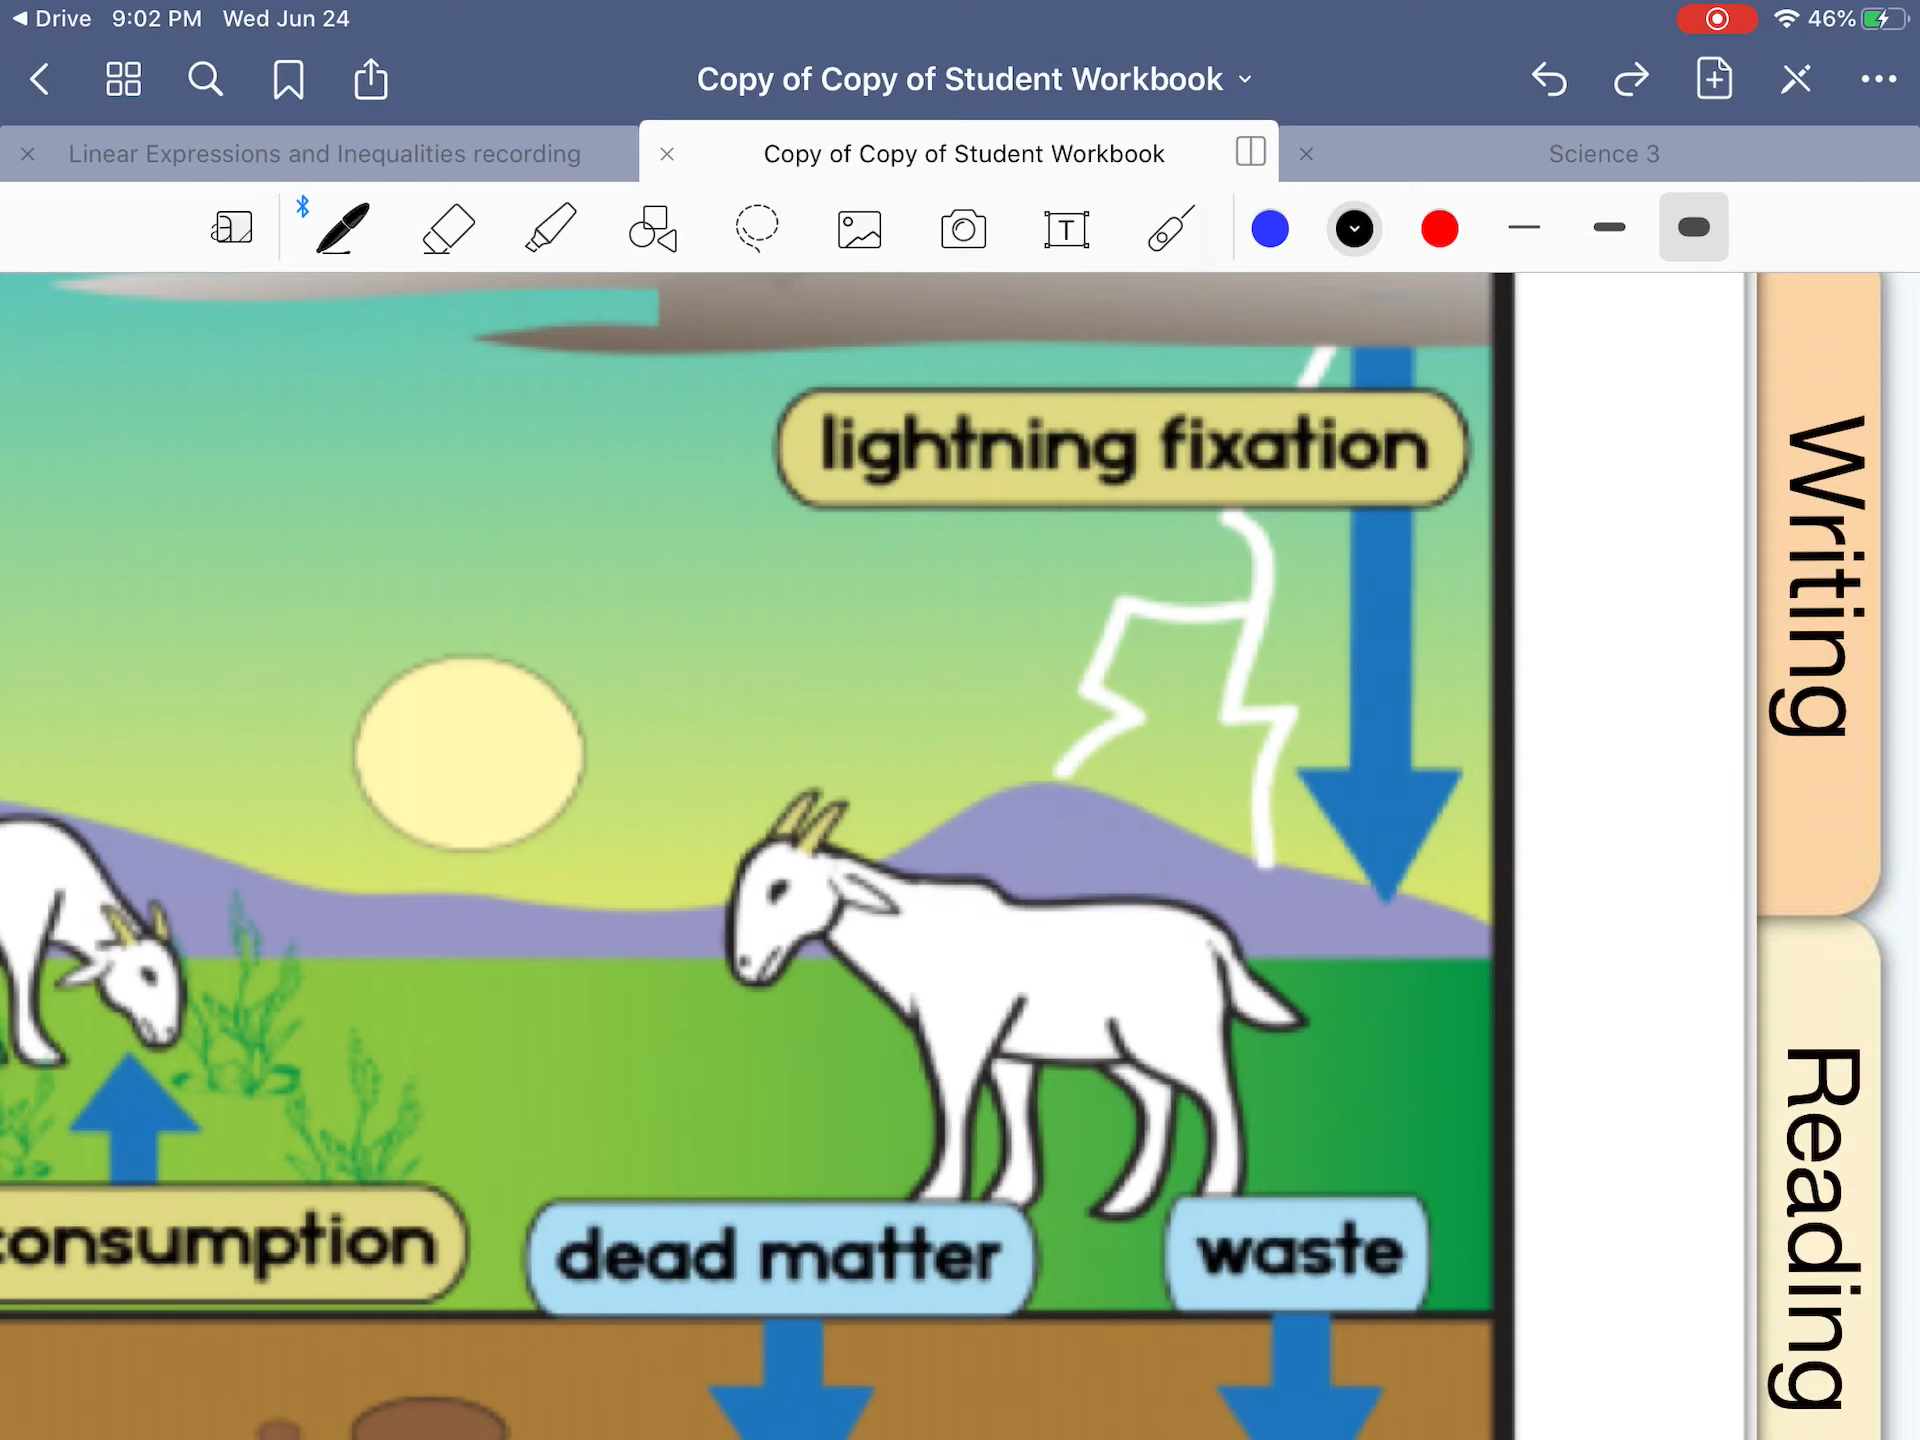 Drive 9:02 PM Wed Jun 24 46%
Copy of Copy of Student Workbook
Linear Expressions and Inequalities recording Copy of Copy of Student Workbook Science 3
T
lightning fixation
Writing
consumption dead matter waste
Reading